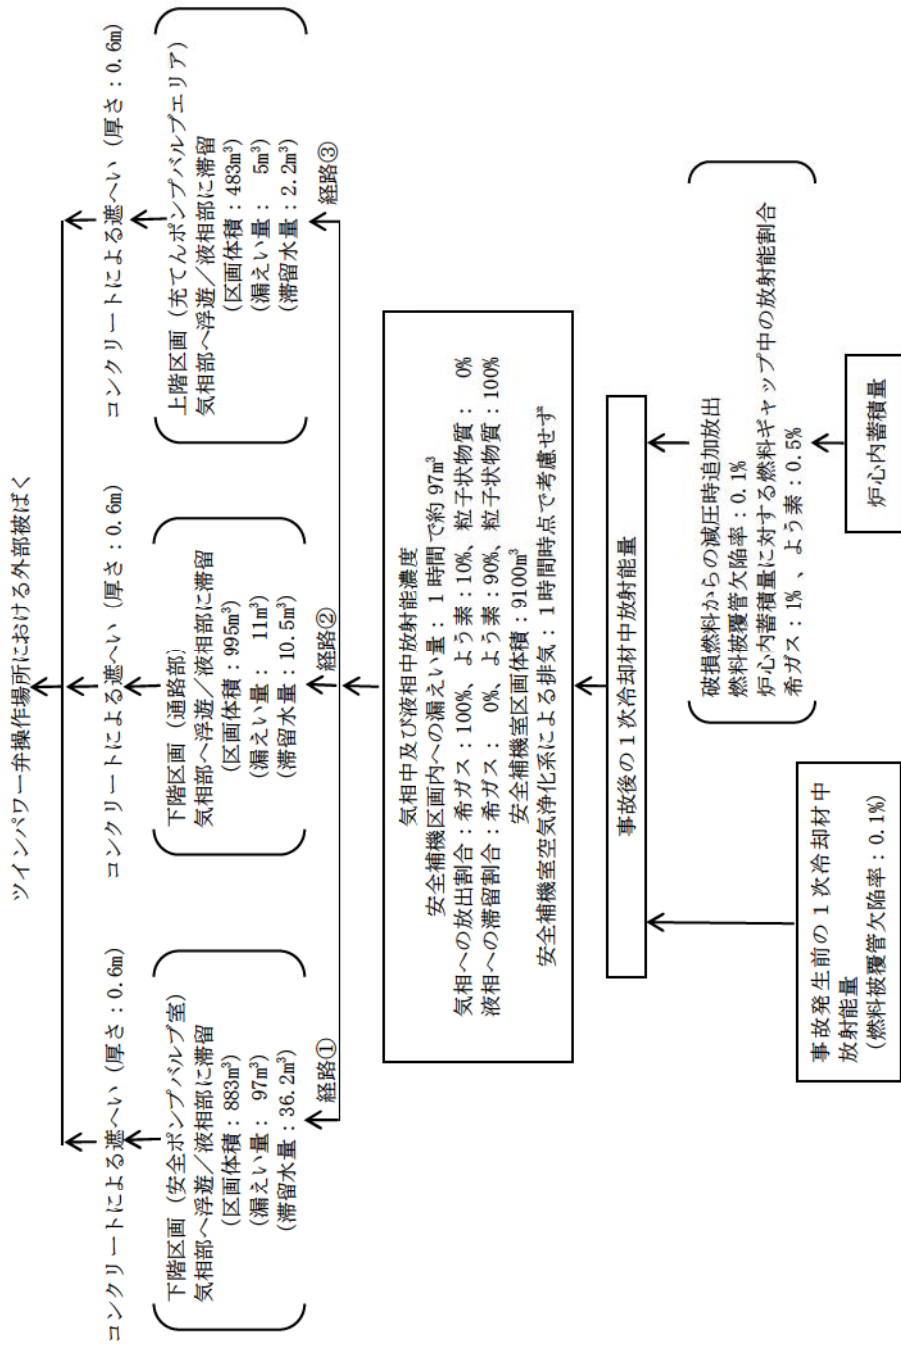 ツインパワー弁操作場所における外部被ばく
コンクリートによる遮へい（厚さ：0.6m）
下階区画（安全ポンプバルブ室）
気相部へ浮遊／液相部に滞留
（区画体積：883m³）
（漏えい量： 97m³）
（滞留水量：36.2m³）
経路①
コンクリートによる遮へい（厚さ：0.6m）
下階区画（通路部）
気相部へ浮遊／液相部に滞留
（区画体積：995m³）
（漏えい量： 11m³）
（滞留水量：10.5m³）
経路②
コンクリートによる遮へい（厚さ：0.6m）
上階区画（充てんポンプバルブエリア）
気相部へ浮遊／液相部に滞留
（区画体積：483m³）
（漏えい量： 5m³）
（滞留水量：2.2m³）
経路③
気相中及び液相中放射能濃度
安全補機区画内への漏えい量：１時間で約 97m³
気相への放出割合：希ガス：100%、よう素：10%、粒子状物質： 0%
液相への滞留割合：希ガス： 0%、よう素：90%、粒子状物質：100%
安全補機室区画体積：9100m³
安全補機室空気浄化系による排気：１時間時点で考慮せず※
事故後の１次冷却材中放射能量
事故発生前の１次冷却材中
放射能量
（燃料被覆管欠陥率：0.1%）
破損燃料からの減圧時追加放出
燃料被覆管欠陥率：0.1%
炉心内蓄積量に対する燃料ギャップ中の放射能割合
希ガス：1%、よう素：0.5%
炉心内蓄積量